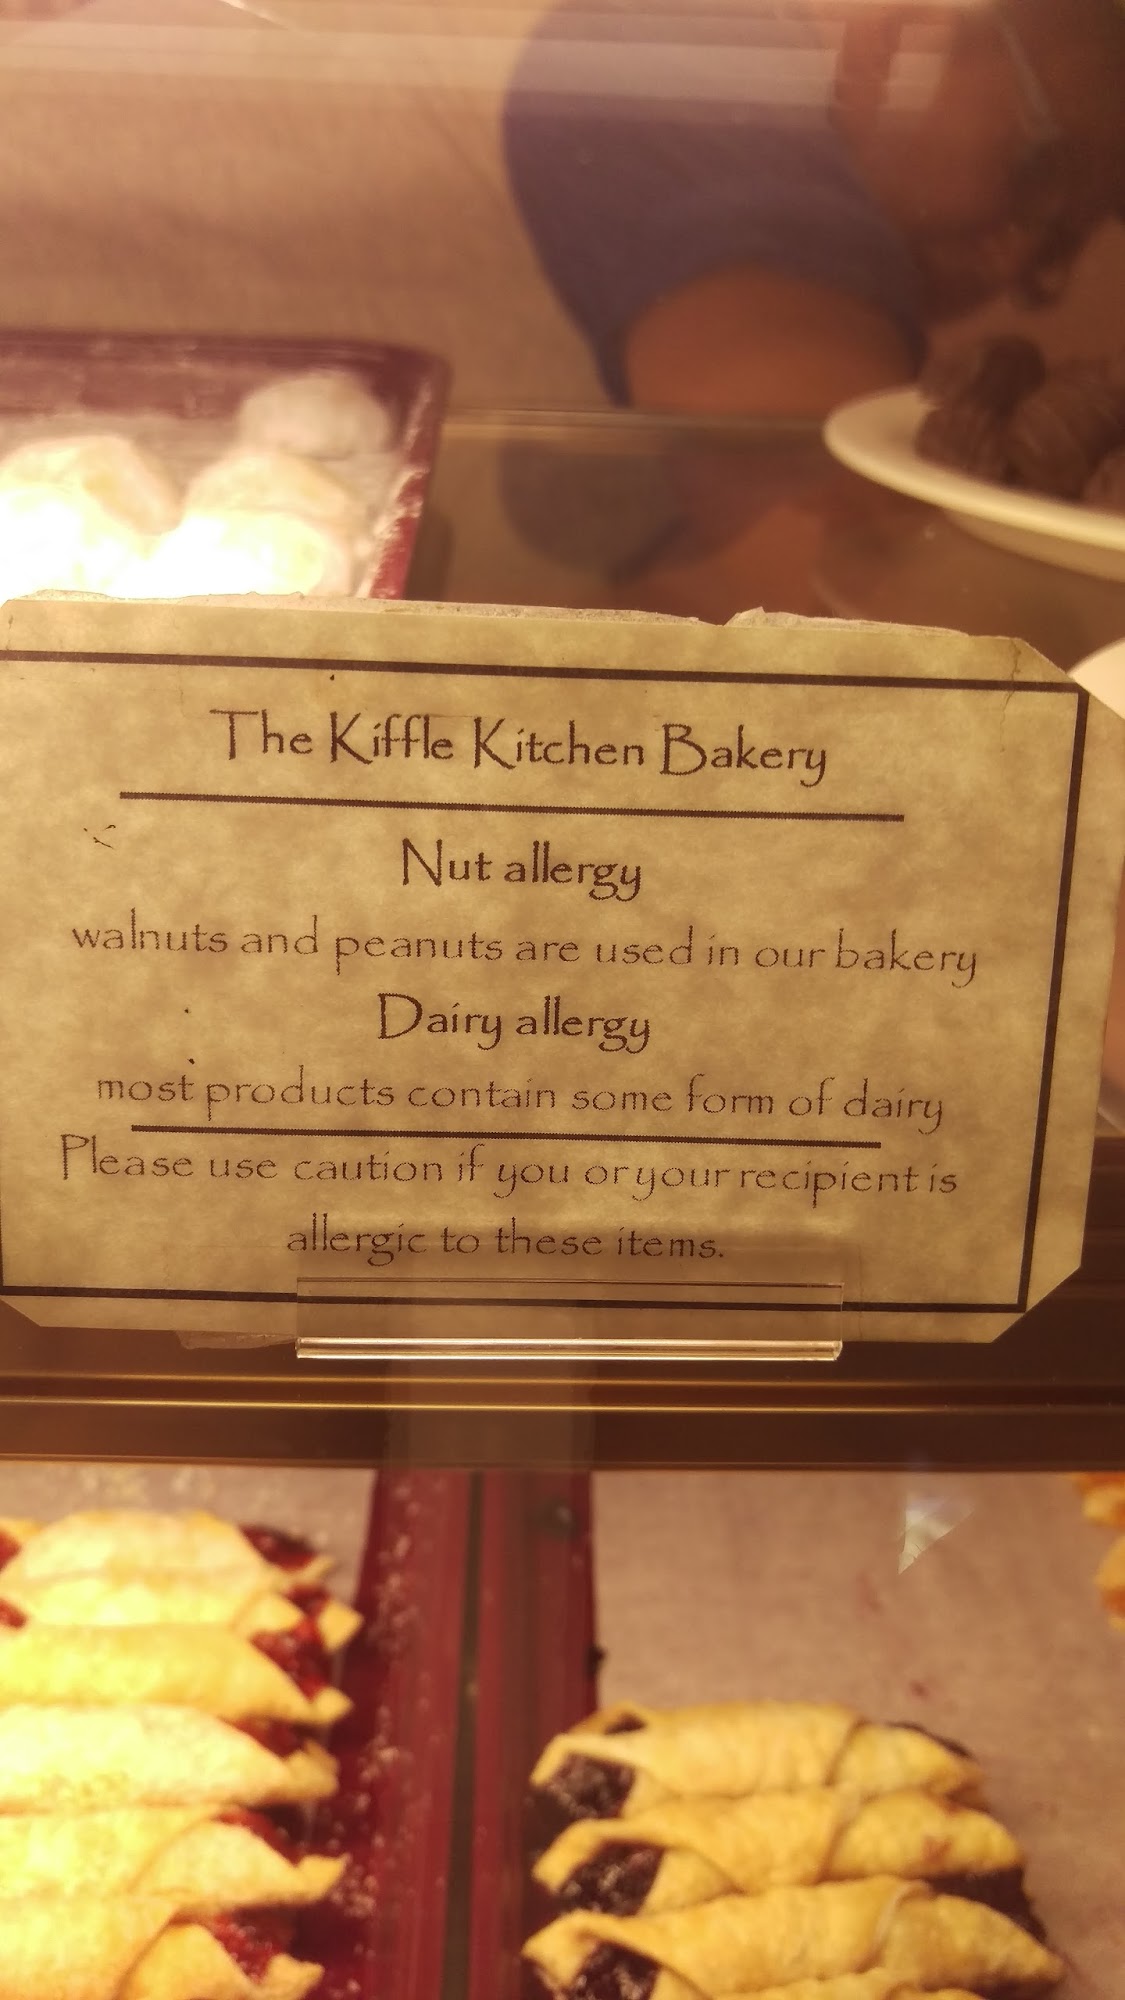 The Kiffle Kitchen Bakery
Nut allergy
walnuts and peanuts are used in our bakery
Dairy allergy
most products contain some form of dairy
Please use caution if you or your recipient is
allergic to these items.